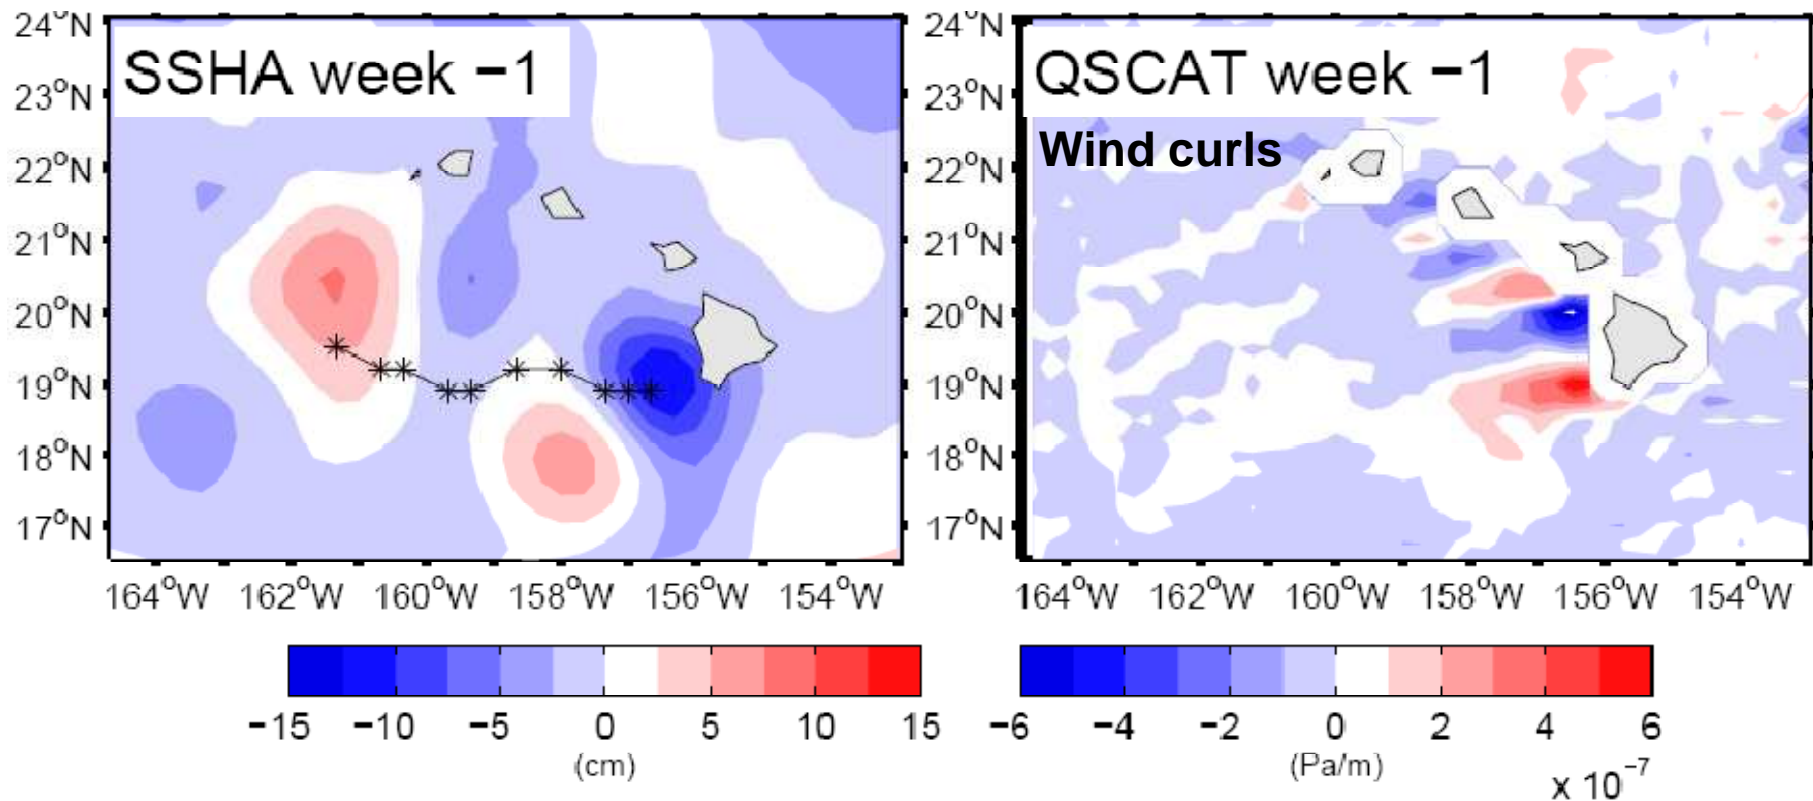 SSHA week −1
24°N
23°N
22°N
21°N
20°N
19°N
18°N
17°N
164°W 162°W 160°W 158°W 156°W 154°W
−15 −10 −5 0 5 10 15
(cm)
QSCAT week −1
Wind curls
24°N
23°N
22°N
21°N
20°N
19°N
18°N
17°N
164°W 162°W 160°W 158°W 156°W 154°W
−6 −4 −2 0 2 4 6
(Pa/m)
x 10⁻⁷